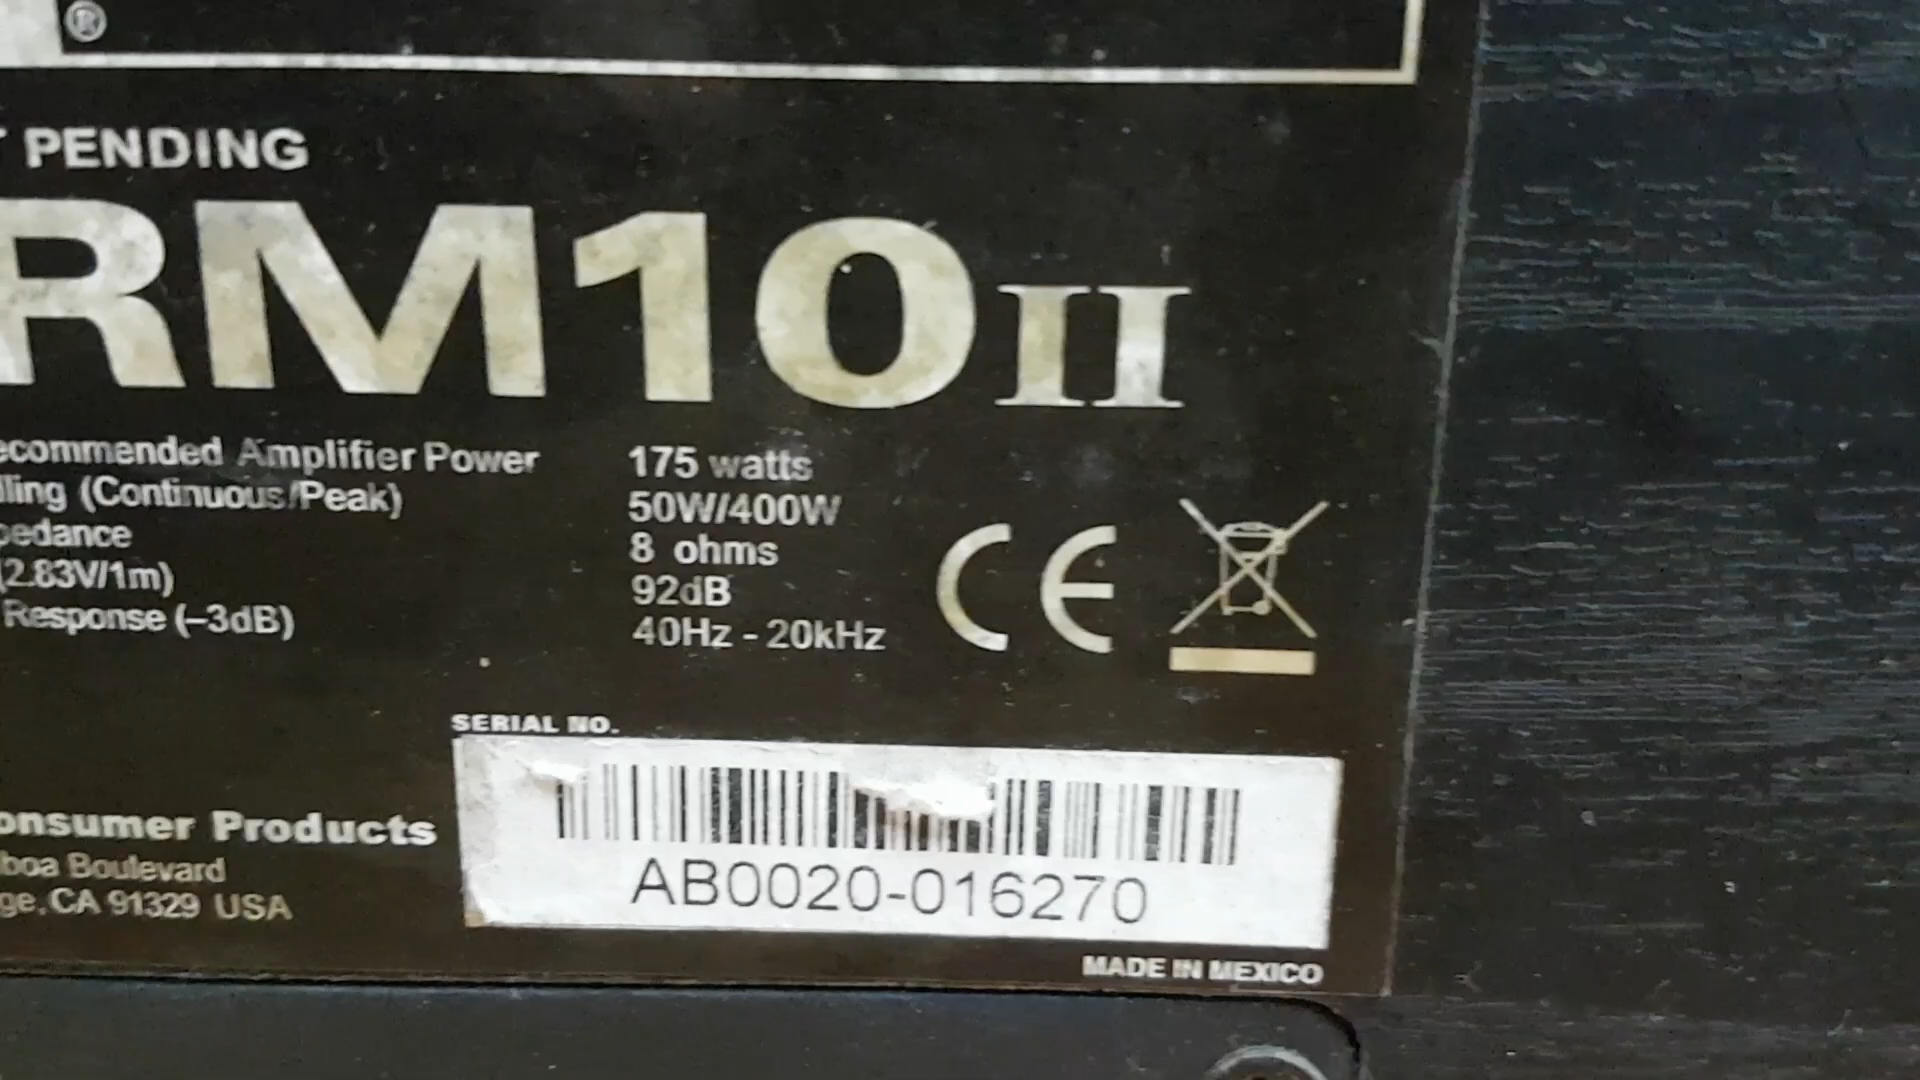 ®
PENDING
RM10 II
ecommended Amplifier Power 175 watts
lling (Continuous/Peak) 50W/400W
pedance 8 ohms
(2.83V/1m) 92dB
Response (–3dB) 40Hz - 20kHz
CE
SERIAL NO.
onsumer Products
boa Boulevard
ge, CA 91329 USA
AB0020-016270
MADE IN MEXICO